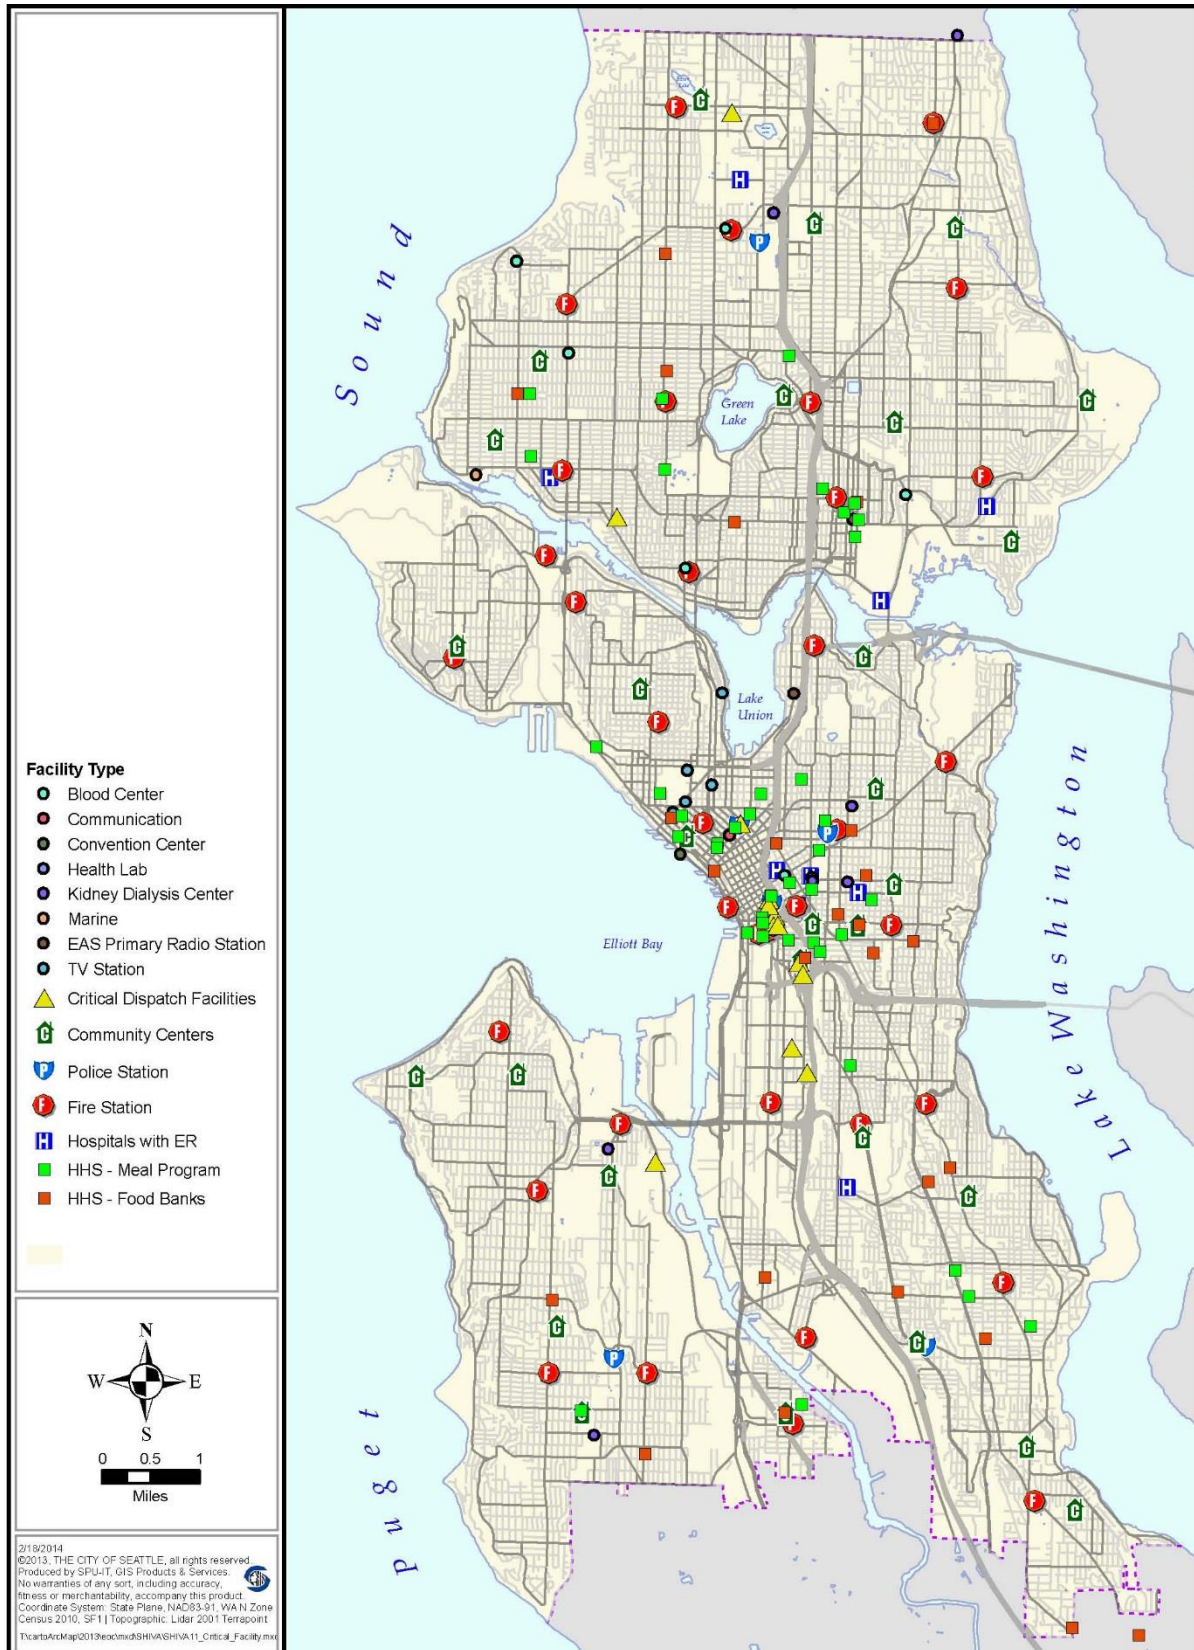 Facility Type
Blood Center
Communication
Convention Center
Health Lab
Kidney Dialysis Center
Marine
EAS Primary Radio Station
TV Station
Critical Dispatch Facilities
Community Centers
Police Station
Fire Station
Hospitals with ER
HHS - Meal Program
HHS - Food Banks
N
W E
S
0 0.5 1
Miles
2/18/2014
©2013, THE CITY OF SEATTLE, all rights reserved.
Produced by SPU-IT, GIS Products & Services.
No warranties of any sort, including accuracy,
fitness or merchantability, accompany this product.
Coordinate System: State Plane, NAD83-91, WA N Zone
Census 2010, SF1 | Topographic: Lidar 2001 Terrapoint
Puget Sound
Green
Lake
Lake
Union
Elliott Bay
Lake Washington